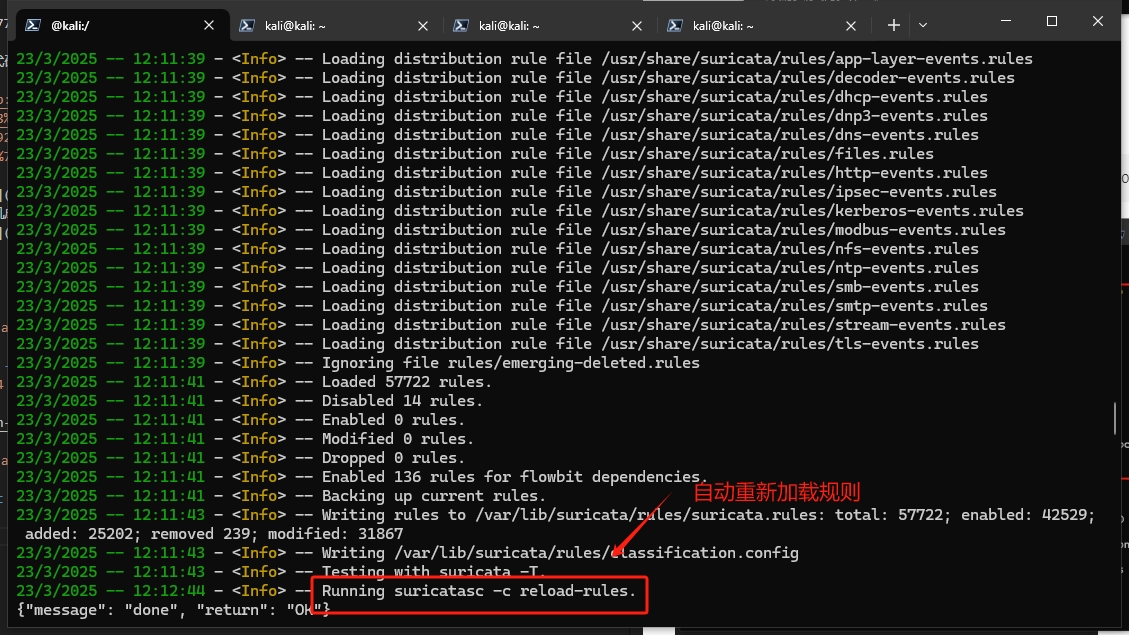 @kali:/
kali@kali: ~
kali@kali: ~
kali@kali: ~
23/3/2025 -- 12:11:39 - <Info> -- Loading distribution rule file /usr/share/suricata/rules/app-layer-events.rules
23/3/2025 -- 12:11:39 - <Info> -- Loading distribution rule file /usr/share/suricata/rules/decoder-events.rules
23/3/2025 -- 12:11:39 - <Info> -- Loading distribution rule file /usr/share/suricata/rules/dhcp-events.rules
23/3/2025 -- 12:11:39 - <Info> -- Loading distribution rule file /usr/share/suricata/rules/dnp3-events.rules
23/3/2025 -- 12:11:39 - <Info> -- Loading distribution rule file /usr/share/suricata/rules/dns-events.rules
23/3/2025 -- 12:11:39 - <Info> -- Loading distribution rule file /usr/share/suricata/rules/files.rules
23/3/2025 -- 12:11:39 - <Info> -- Loading distribution rule file /usr/share/suricata/rules/http-events.rules
23/3/2025 -- 12:11:39 - <Info> -- Loading distribution rule file /usr/share/suricata/rules/ipsec-events.rules
23/3/2025 -- 12:11:39 - <Info> -- Loading distribution rule file /usr/share/suricata/rules/kerberos-events.rules
23/3/2025 -- 12:11:39 - <Info> -- Loading distribution rule file /usr/share/suricata/rules/modbus-events.rules
23/3/2025 -- 12:11:39 - <Info> -- Loading distribution rule file /usr/share/suricata/rules/nfs-events.rules
23/3/2025 -- 12:11:39 - <Info> -- Loading distribution rule file /usr/share/suricata/rules/ntp-events.rules
23/3/2025 -- 12:11:39 - <Info> -- Loading distribution rule file /usr/share/suricata/rules/smb-events.rules
23/3/2025 -- 12:11:39 - <Info> -- Loading distribution rule file /usr/share/suricata/rules/smtp-events.rules
23/3/2025 -- 12:11:39 - <Info> -- Loading distribution rule file /usr/share/suricata/rules/stream-events.rules
23/3/2025 -- 12:11:39 - <Info> -- Loading distribution rule file /usr/share/suricata/rules/tls-events.rules
23/3/2025 -- 12:11:39 - <Info> -- Ignoring file rules/emerging-deleted.rules
23/3/2025 -- 12:11:41 - <Info> -- Loaded 57722 rules.
23/3/2025 -- 12:11:41 - <Info> -- Disabled 14 rules.
23/3/2025 -- 12:11:41 - <Info> -- Enabled 0 rules.
23/3/2025 -- 12:11:41 - <Info> -- Modified 0 rules.
23/3/2025 -- 12:11:41 - <Info> -- Dropped 0 rules.
23/3/2025 -- 12:11:41 - <Info> -- Enabled 136 rules for flowbit dependencies.
23/3/2025 -- 12:11:41 - <Info> -- Backing up current rules.
自动重新加载规则
23/3/2025 -- 12:11:43 - <Info> -- Writing rules to /var/lib/suricata/rules/suricata.rules: total: 57722; enabled: 42529;
added: 25202; removed 239; modified: 31867
23/3/2025 -- 12:11:43 - <Info> -- Writing /var/lib/suricata/rules/classification.config
23/3/2025 -- 12:11:43 - <Info> -- Testing with suricata -T.
23/3/2025 -- 12:12:44 - <Info> -- Running suricatasc -c reload-rules.
{"message": "done", "return": "OK"}